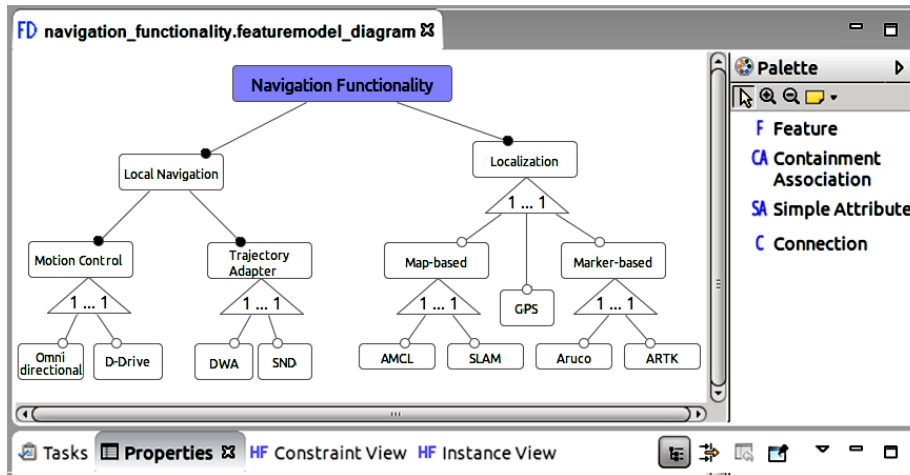 FD navigation_functionality.featuremodel_diagram
Navigation Functionality
Local Navigation
Localization
1 ... 1
Motion Control
Trajectory
Adapter
Map-based
Marker-based
1 ... 1
1 ... 1
1 ... 1
1 ... 1
GPS
Omni
directional
D-Drive
DWA
SND
AMCL
SLAM
Aruco
ARTK
Palette
F Feature
CA Containment
Association
SA Simple Attribute
C Connection
Tasks Properties HF Constraint View HF Instance View